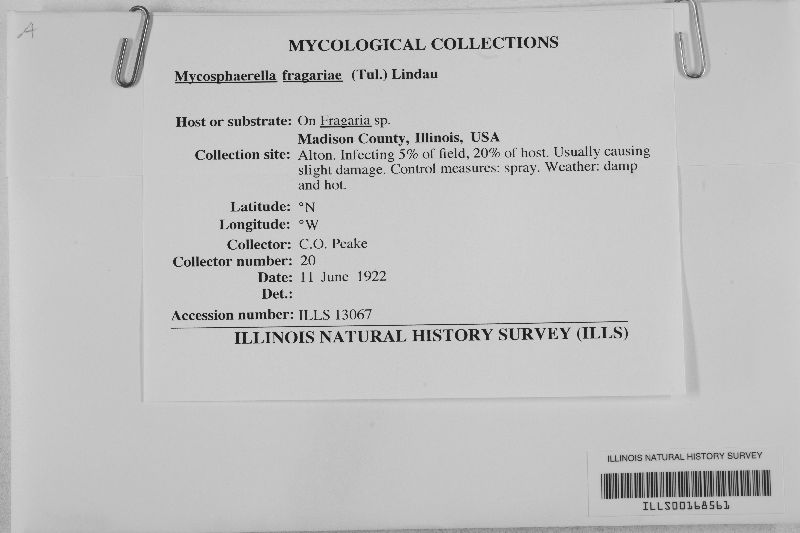 A
MYCOLOGICAL COLLECTIONS
Mycosphaerella fragariae (Tul.) Lindau
Host or substrate: On Fragaria sp.
Madison County, Illinois, USA
Collection site: Alton. Infecting 5% of field, 20% of host. Usually causing
slight damage. Control measures: spray. Weather: damp
and hot.
Latitude: °N
Longitude: °W
Collector: C.O. Peake
Collector number: 20
Date: 11 June 1922
Det.:
Accession number: ILLS 13067
ILLINOIS NATURAL HISTORY SURVEY (ILLS)
ILLINOIS NATURAL HISTORY SURVEY
ILLS00168561